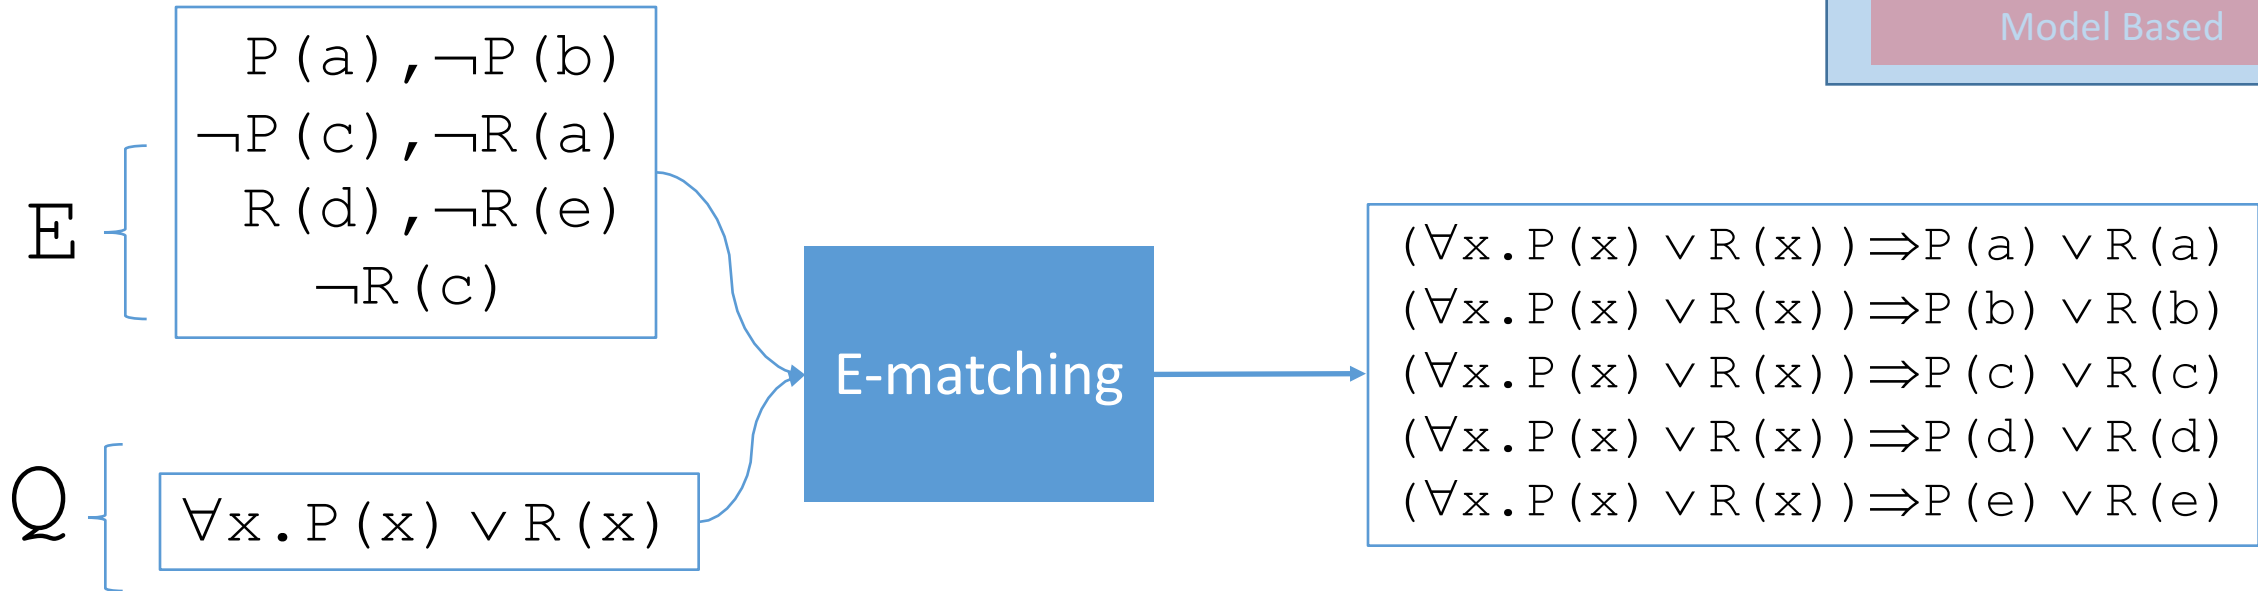 Model Based
P(a),¬P(b)
¬P(c),¬R(a)
R(d),¬R(e)
¬R(c)
E
Q
∀x.P(x) ∨ R(x)
E-matching
(∀x.P(x) ∨ R(x))⇒P(a) ∨ R(a)
(∀x.P(x) ∨ R(x))⇒P(b) ∨ R(b)
(∀x.P(x) ∨ R(x))⇒P(c) ∨ R(c)
(∀x.P(x) ∨ R(x))⇒P(d) ∨ R(d)
(∀x.P(x) ∨ R(x))⇒P(e) ∨ R(e)